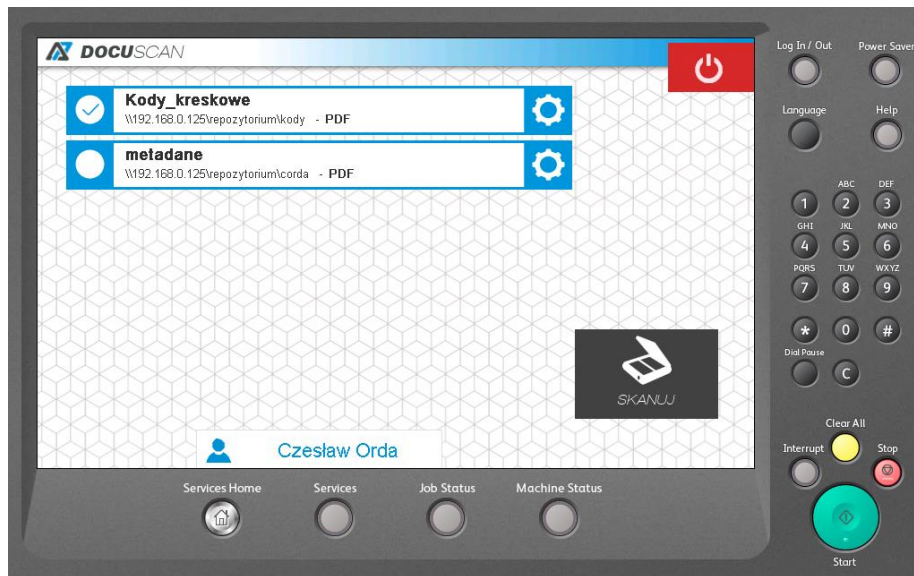 DOCUSCAN
Kody_kreskowe
\\192.168.0.125\repozytorium\kody - PDF
metadane
\\192.168.0.125\repozytorium\corda - PDF
SKANUJ
Czesław Orda
Services Home
Services
Job Status
Machine Status
Log In / Out
Power Saver
Language
Help
ABC
DEF
1
2
3
GHI
JKL
MNO
4
5
6
PQRS
TUV
WXYZ
7
8
9
*
0
#
Dial Pause
C
Clear All
Interrupt
Stop
Start